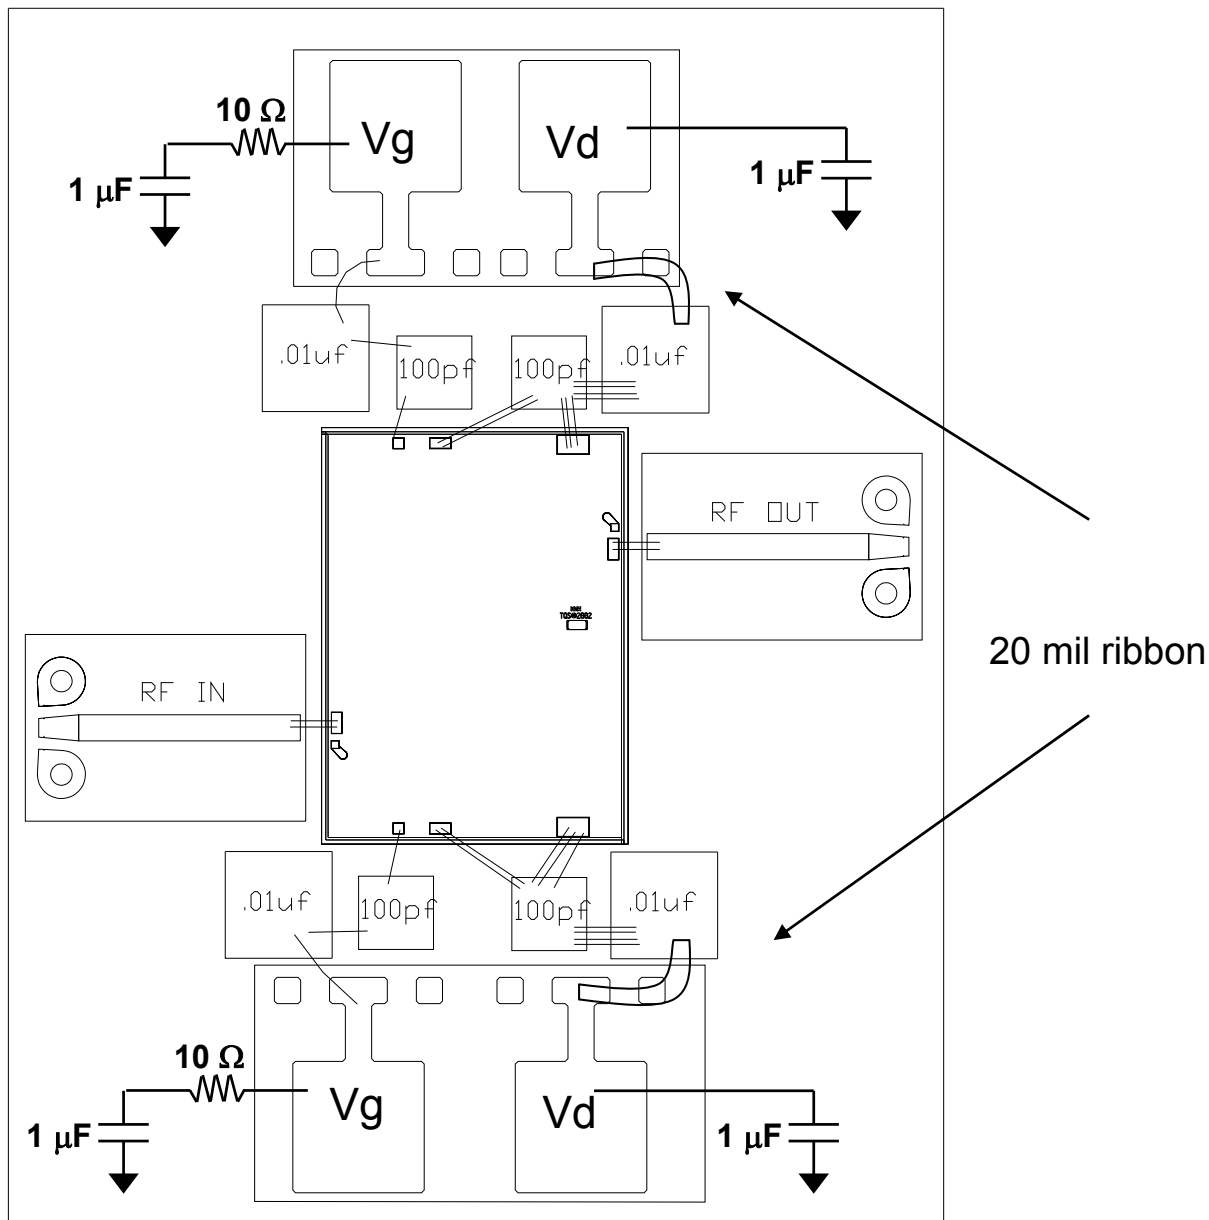 10 Ω
Vg
Vd
1 μF
1 μF
.01uf
100pf
100pf
.01uf
RF OUT
20 mil ribbon
RF IN
.01uf
100pf
100pf
.01uf
10 Ω
Vg
Vd
1 μF
1 μF